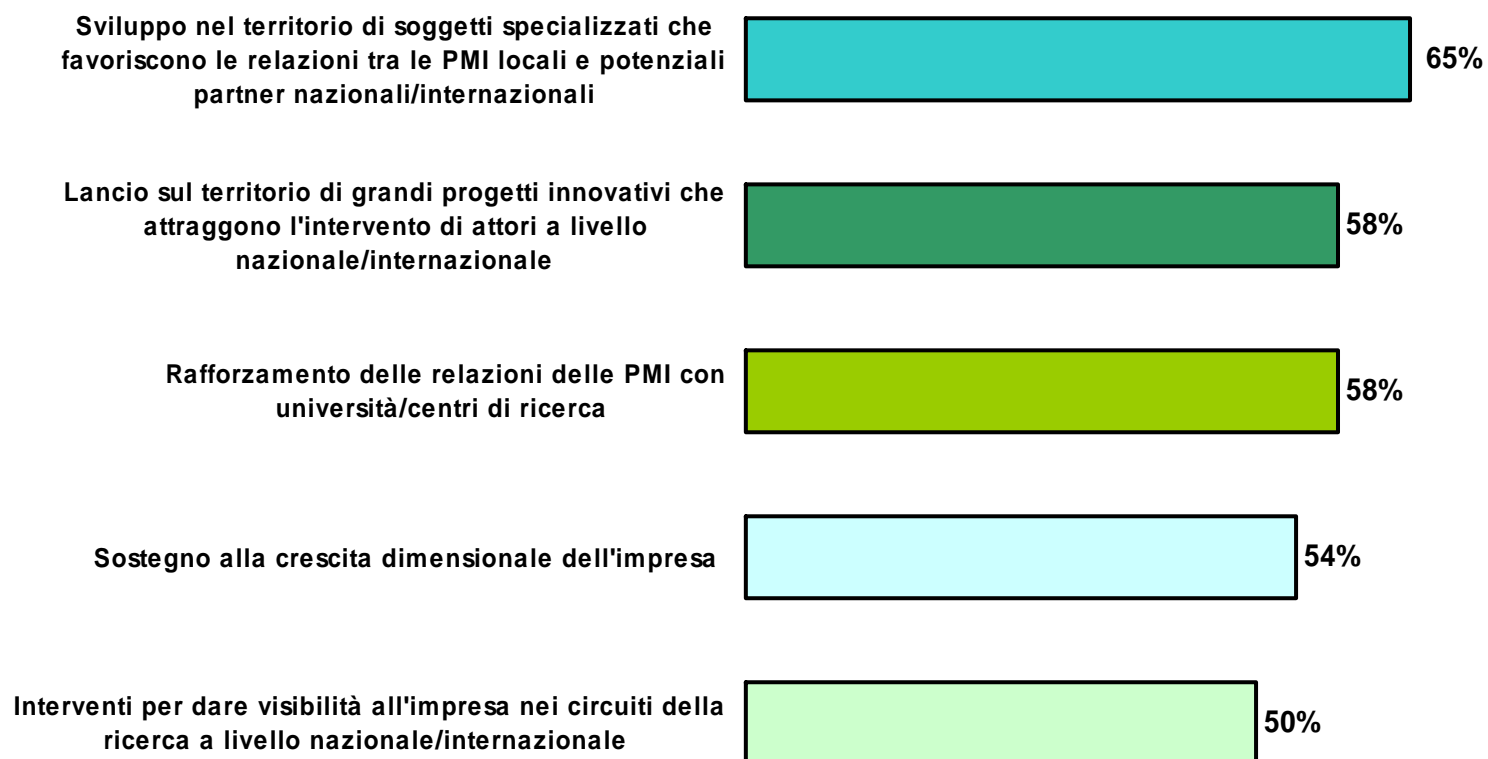 Sviluppo nel territorio di soggetti specializzati che
favoriscono le relazioni tra le PMI locali e potenziali
partner nazionali/internazionali
65%
Lancio sul territorio di grandi progetti innovativi che
attraggono l'intervento di attori a livello
nazionale/internazionale
58%
Rafforzamento delle relazioni delle PMI con
università/centri di ricerca
58%
Sostegno alla crescita dimensionale dell'impresa
54%
Interventi per dare visibilità all'impresa nei circuiti della
ricerca a livello nazionale/internazionale
50%